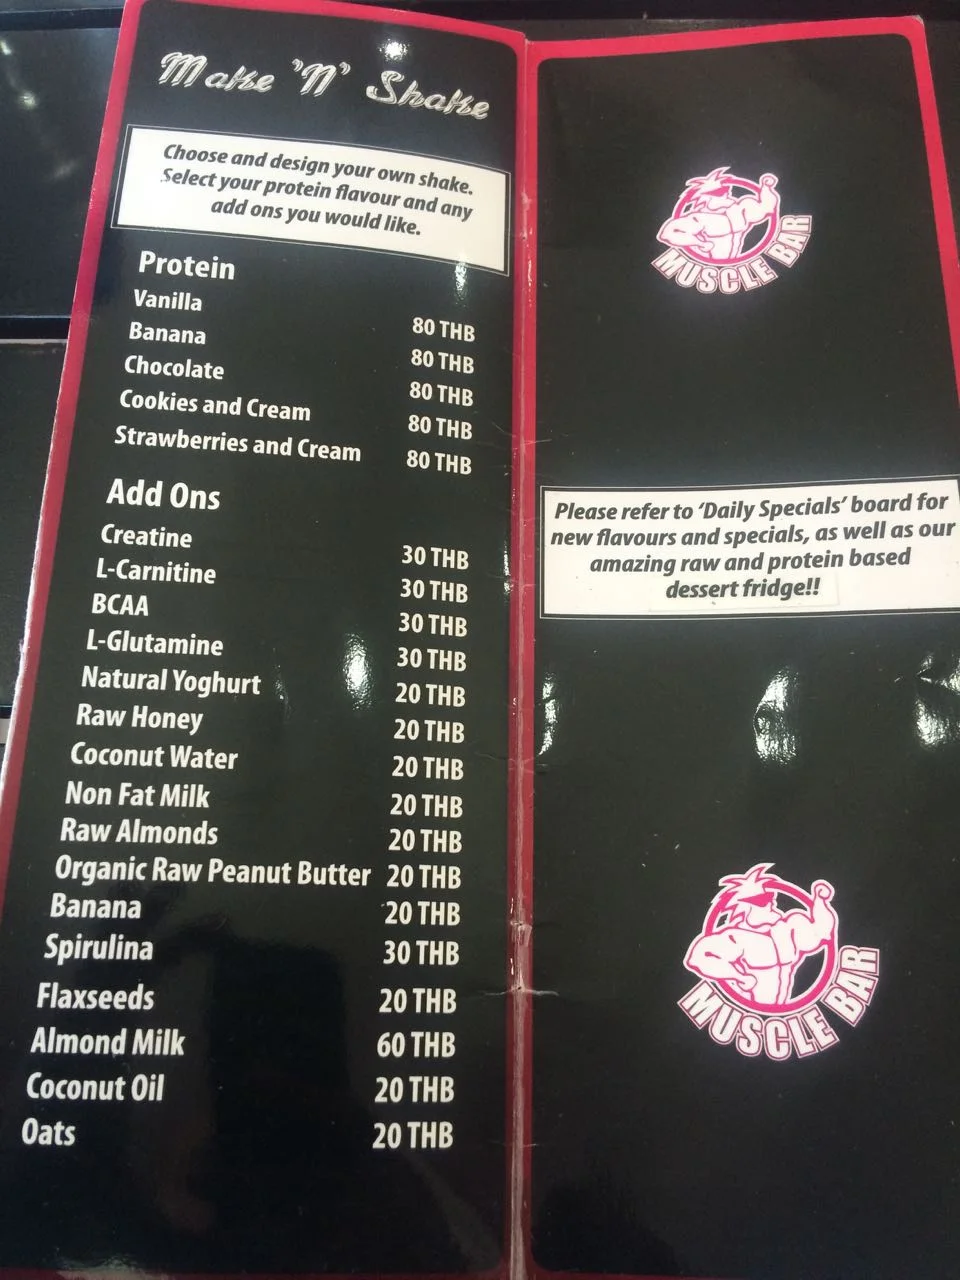 Make 'N' Shake
Choose and design your own shake.
Select your protein flavour and any
add ons you would like.
Protein
Vanilla 80 THB
Banana 80 THB
Chocolate 80 THB
Cookies and Cream 80 THB
Strawberries and Cream 80 THB
Add Ons
Creatine 30 THB
L-Carnitine 30 THB
BCAA 30 THB
L-Glutamine 30 THB
Natural Yoghurt 20 THB
Raw Honey 20 THB
Coconut Water 20 THB
Non Fat Milk 20 THB
Raw Almonds 20 THB
Organic Raw Peanut Butter 20 THB
Banana 20 THB
Spirulina 30 THB
Flaxseeds 20 THB
Almond Milk 60 THB
Coconut Oil 20 THB
Oats 20 THB
MUSCLE BAR
Please refer to 'Daily Specials' board for
new flavours and specials, as well as our
amazing raw and protein based
dessert fridge!!
MUSCLE BAR